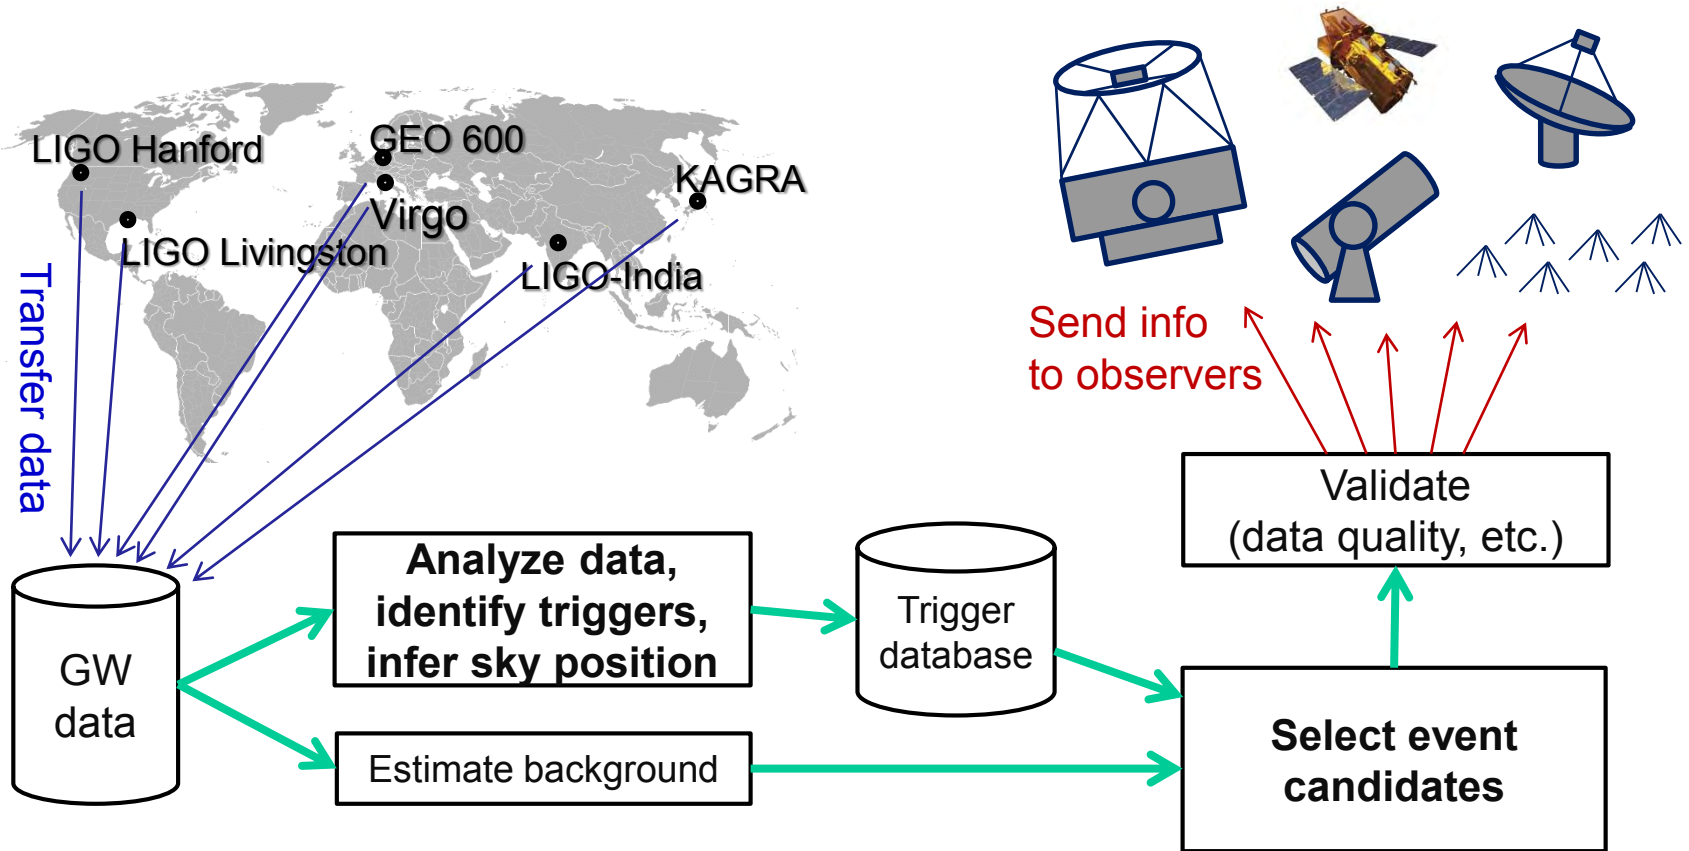 LIGO Hanford
GEO 600
KAGRA
Virgo
LIGO Livingston
LIGO-India
Transfer data
Send info
to observers
Validate
(data quality, etc.)
Analyze data,
identify triggers,
infer sky position
Trigger
database
GW
data
Estimate background
Select event
candidates